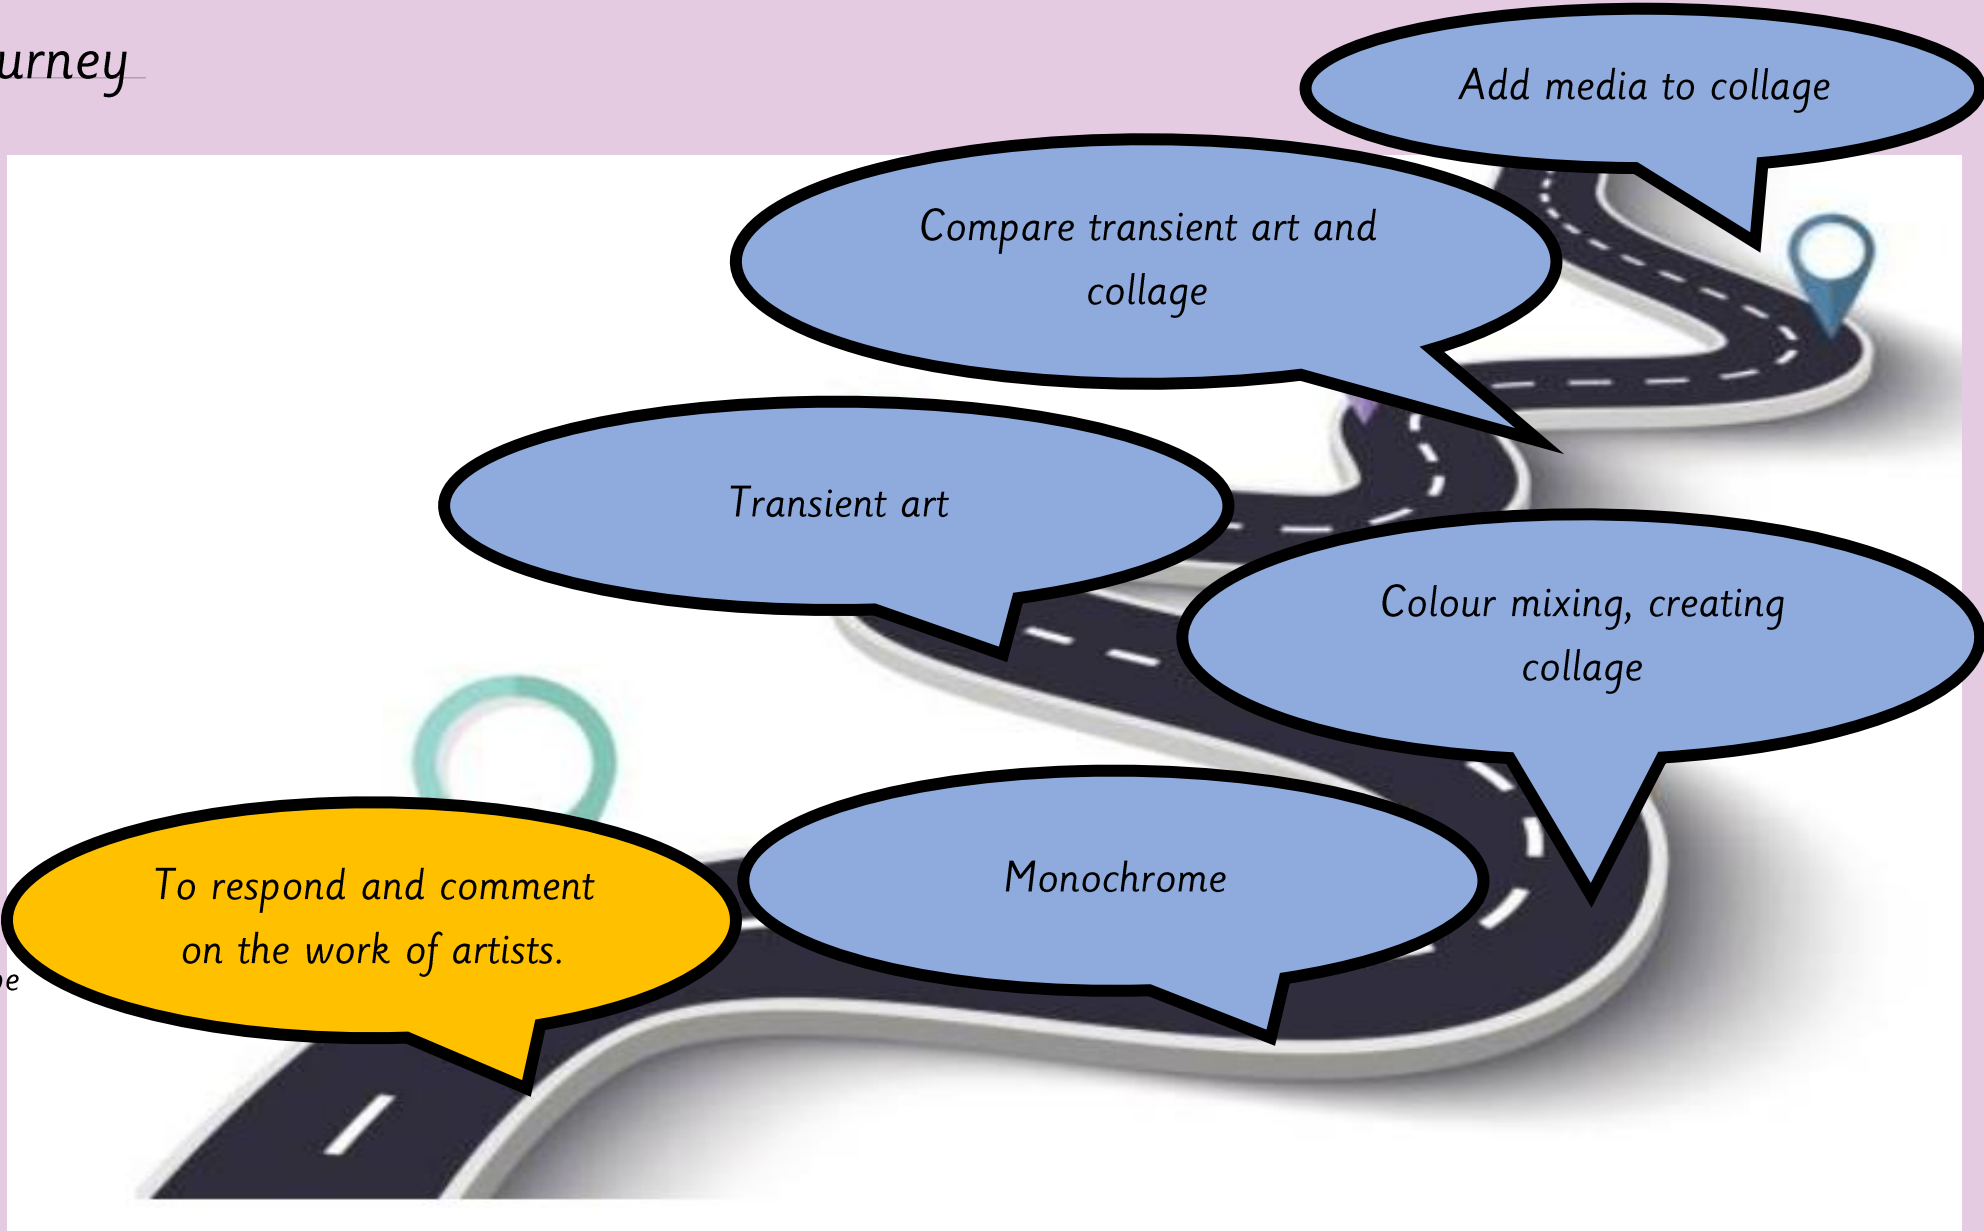 Add media to collage
Compare transient art and
collage
Transient art
Colour mixing, creating
collage
Monochrome
To respond and comment
on the work of artists.